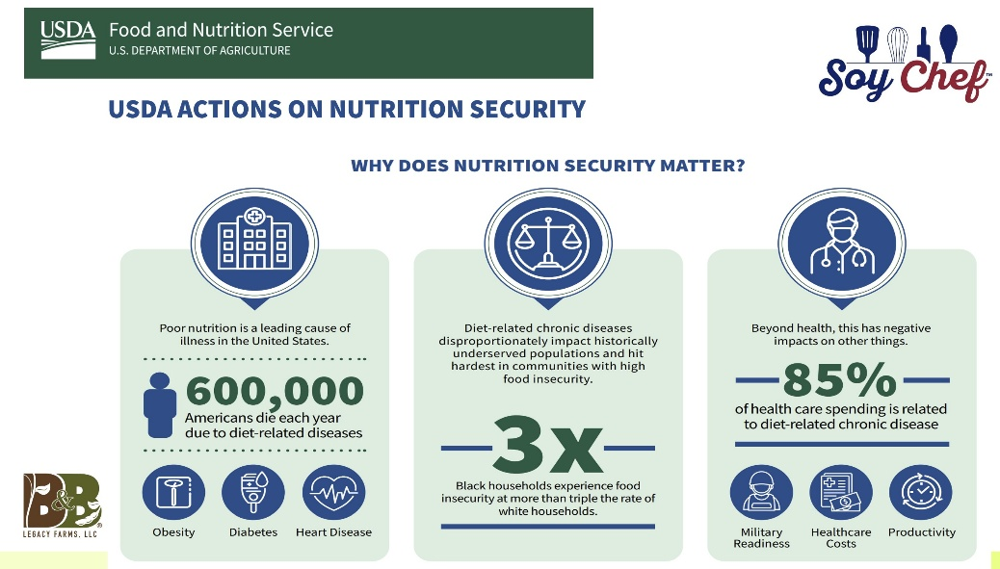 USDA
Food and Nutrition Service
U.S. DEPARTMENT OF AGRICULTURE
Soy Chef™
USDA ACTIONS ON NUTRITION SECURITY
WHY DOES NUTRITION SECURITY MATTER?
Poor nutrition is a leading cause of
illness in the United States.
600,000
Americans die each year
due to diet-related diseases
Obesity
Diabetes
Heart Disease
Diet-related chronic diseases
disproportionately impact historically
underserved populations and hit
hardest in communities with high
food insecurity.
3x
Black households experience food
insecurity at more than triple the rate of
white households.
Beyond health, this has negative
impacts on other things.
85%
of health care spending is related
to diet-related chronic disease
Military
Readiness
Healthcare
Costs
Productivity
B&B®
LEGACY FARMS, LLC